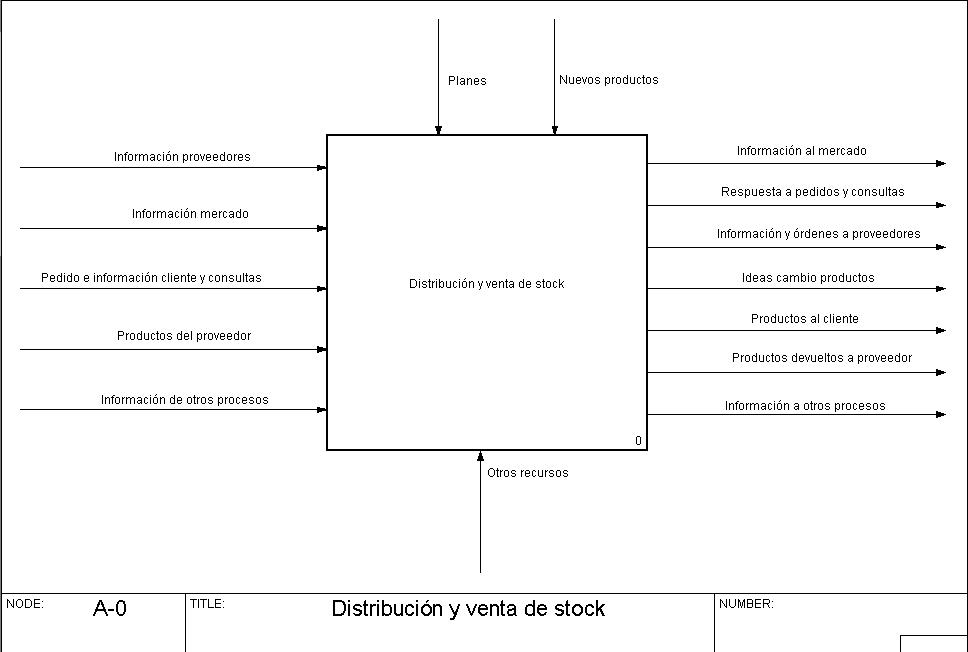 Planes
Nuevos productos
Información proveedores
Información mercado
Pedido e información cliente y consultas
Productos del proveedor
Información de otros procesos
Distribución y venta de stock
0
Información al mercado
Respuesta a pedidos y consultas
Información y órdenes a proveedores
Ideas cambio productos
Productos al cliente
Productos devueltos a proveedor
Información a otros procesos
Otros recursos
NODE:
A-0
TITLE:
Distribución y venta de stock
NUMBER: